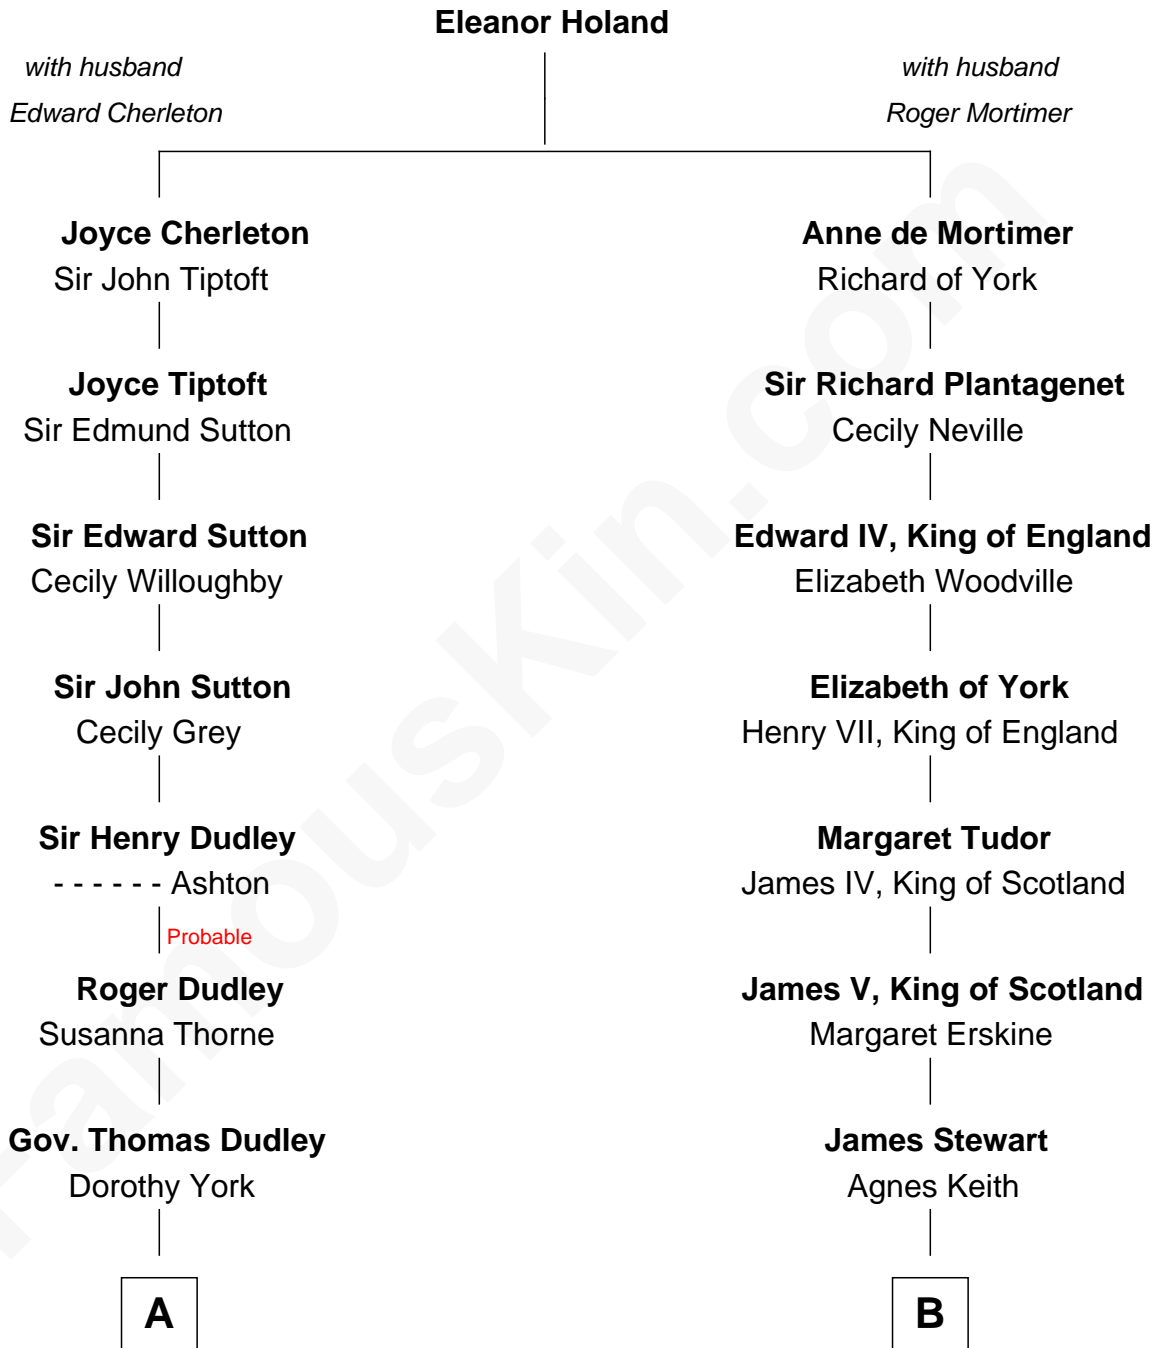 Eleanor Holand
with husband
Edward Cherleton
with husband
Roger Mortimer
Joyce Cherleton
Sir John Tiptoft
Anne de Mortimer
Richard of York
Joyce Tiptoft
Sir Edmund Sutton
Sir Richard Plantagenet
Cecily Neville
Sir Edward Sutton
Cecily Willoughby
Edward IV, King of England
Elizabeth Woodville
Sir John Sutton
Cecily Grey
Elizabeth of York
Henry VII, King of England
Sir Henry Dudley
- - - - - - Ashton
Margaret Tudor
James IV, King of Scotland
Probable
Roger Dudley
Susanna Thorne
James V, King of Scotland
Margaret Erskine
Gov. Thomas Dudley
Dorothy York
James Stewart
Agnes Keith
A
B
FamousKin.com